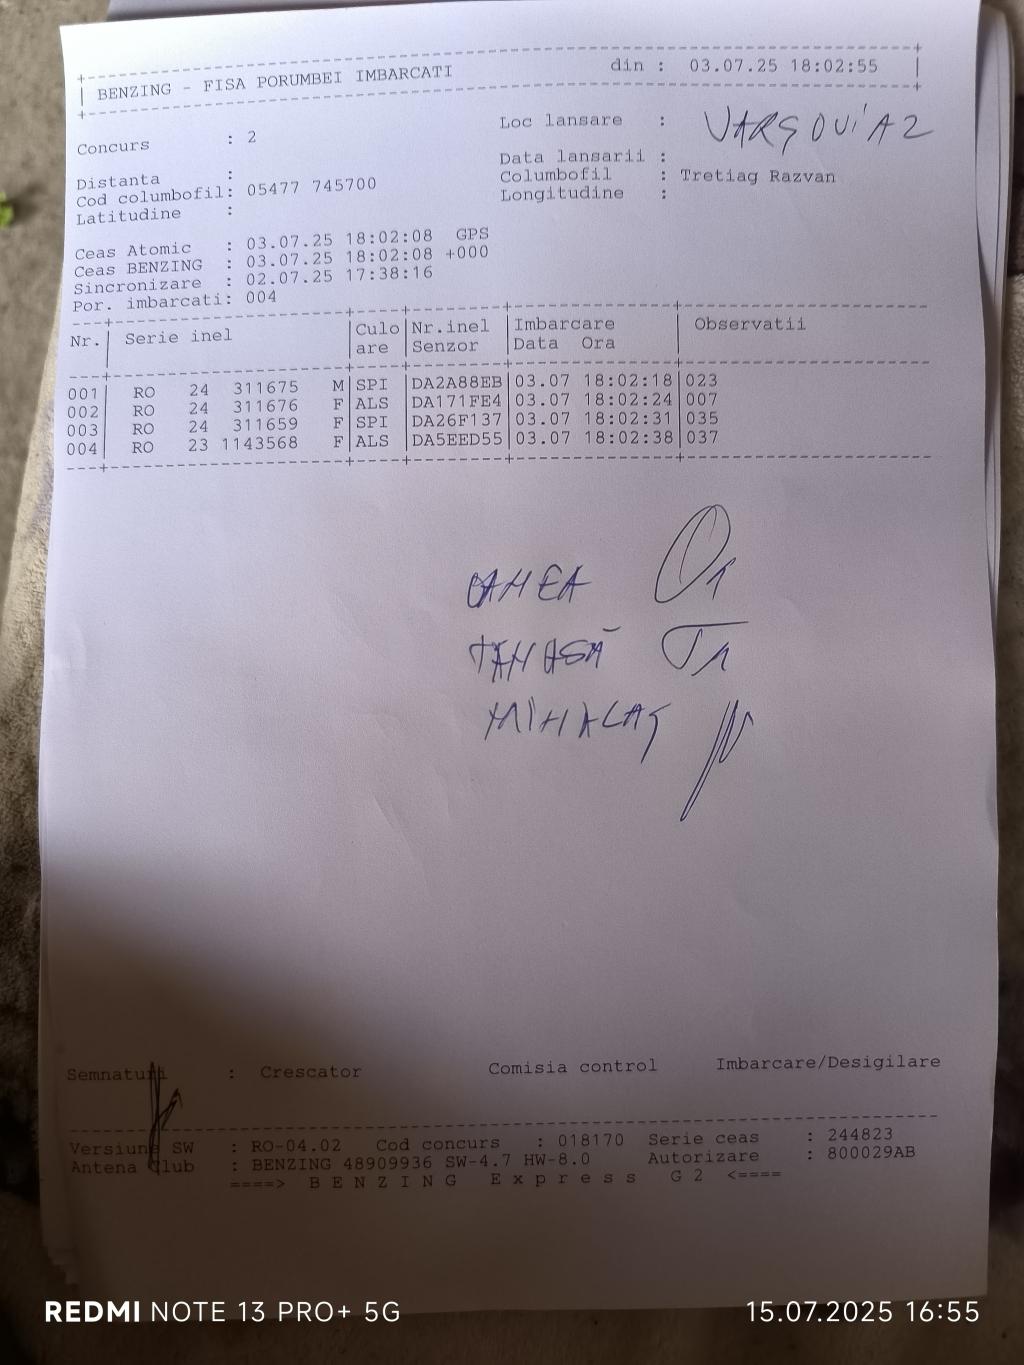 BENZING - FISA PORUMBEI IMBARCATI din : 03.07.25 18:02:55
Concurs : 2 Loc lansare : VARȘOVIA 2
Distanta : Data lansarii :
Cod columbofil: 05477 745700 Columbofil : Tretiag Razvan
Latitudine : Longitudine :
Ceas Atomic : 03.07.25 18:02:08 GPS
Ceas BENZING : 03.07.25 18:02:08 +000
Sincronizare : 02.07.25 17:38:16
Por. imbarcati: 004
Nr. Serie inel Culo Nr.inel Imbarcare Observatii
are Senzor Data Ora
001 RO 24 311675 M SPI DA2A88EB 03.07 18:02:18 023
002 RO 24 311676 F ALS DA171FE4 03.07 18:02:24 007
003 RO 24 311659 F SPI DA26F137 03.07 18:02:31 035
004 RO 23 1143568 F ALS DA5EED55 03.07 18:02:38 037
TANASĂ
MIHALAȘ
Semnaturi : Crescator Comisia control Imbarcare/Desigilare
Versiune SW : RO-04.02 Cod concurs : 018170 Serie ceas : 244823
Antena Club : BENZING 48909936 SW-4.7 HW-8.0 Autorizare : 800029AB
====> B E N Z I N G E x p r e s s G 2 <====
REDMI NOTE 13 PRO+ 5G 15.07.2025 16:55